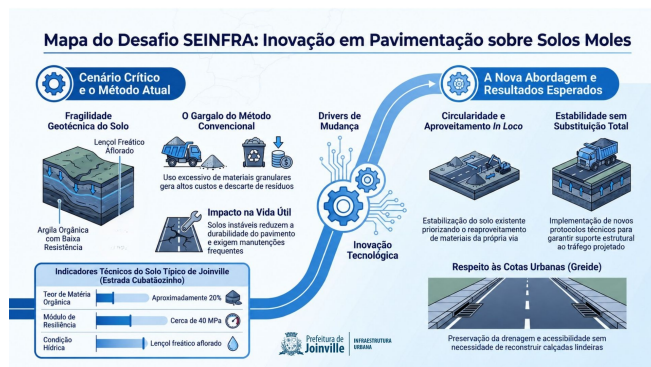 Mapa do Desafio SEINFRA: Inovação em Pavimentação sobre Solos Moles
Cenário Crítico
e o Método Atual
Fragilidade
Geotécnica do Solo
Lençol Freático
Aflorado
Argila Orgânica
com Baixa
Resistência
O Gargalo do Método
Convencional
Uso excessivo de materiais granulares
gera altos custos e descarte de resíduos
Impacto na Vida Útil
Solos instáveis reduzem a
durabilidade do pavimento e
exigem manutenções
frequentes
Indicadores Técnicos do Solo Típico de Joinville
(Estrada Cubatãozinho)
Teor de Matéria
Orgânica
Aproximadamente 20%
Módulo de
Resiliência
Cerca de 40 MPa
Condição
Hídrica
Lençol freático aflorado
Drivers de
Mudança
Inovação
Tecnológica
A Nova Abordagem e
Resultados Esperados
Circularidade e
Aproveitamento In Loco
Estabilização do solo existente
priorizando o reaproveitamento
de materiais da própria via
Estabilidade sem
Substituição Total
Implementação de novos
protocolos técnicos para
garantir suporte estrutural
ao tráfego projetado
Respeito às Cotas Urbanas (Greide)
Preservação da drenagem e acessibilidade sem
necessidade de reconstruir calçadas lindeiras
Prefeitura de
Joinville
INFRAESTRUTURA
URBANA